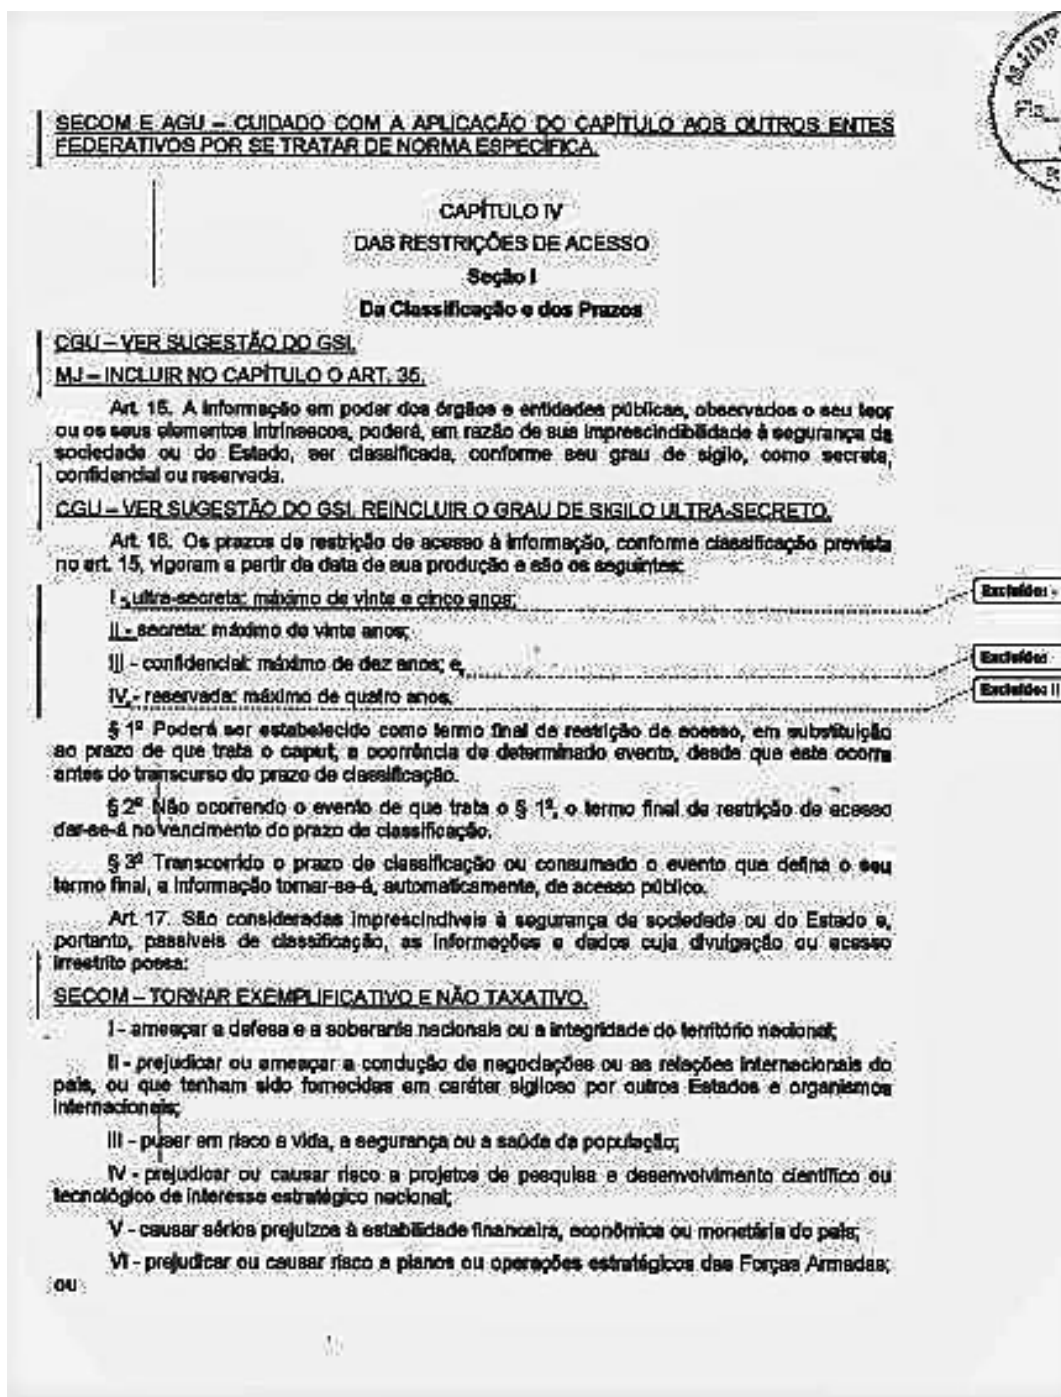 SECOM E AGU – CUIDADO COM A APLICAÇÃO DO CAPÍTULO AOS OUTROS ENTES
FEDERATIVOS POR SE TRATAR DE NORMA ESPECÍFICA.
CAPÍTULO IV
DAS RESTRIÇÕES DE ACESSO
Seção I
Da Classificação e dos Prazos
CGU – VER SUGESTÃO DO GSI.
MJ – INCLUIR NO CAPÍTULO O ART. 35.
Art. 15. A informação em poder dos órgãos e entidades públicas, observados o seu teor
ou os seus elementos intrínsecos, poderá, em razão de sua imprescindibilidade à segurança da
sociedade ou do Estado, ser classificada, conforme seu grau de sigilo, como secreta,
confidencial ou reservada.
CGU – VER SUGESTÃO DO GSI. REINCLUIR O GRAU DE SIGILO ULTRA-SECRETO.
Art. 16. Os prazos de restrição de acesso à informação, conforme classificação prevista
no art. 15, vigoram a partir da data de sua produção e são os seguintes:
I - ultra-secreta: máximo de vinte e cinco anos;
II - secreta: máximo de vinte anos;
III - confidencial: máximo de dez anos; e
IV - reservada: máximo de quatro anos.
Excluído: -
Excluído:
Excluído: II
§ 1º Poderá ser estabelecido como termo final de restrição de acesso, em substituição
ao prazo de que trata o caput, a ocorrência de determinado evento, desde que este ocorra
antes do transcurso do prazo de classificação.
§ 2º Não ocorrendo o evento de que trata o § 1º, o termo final de restrição de acesso
dar-se-á no vencimento do prazo de classificação.
§ 3º Transcorrido o prazo de classificação ou consumado o evento que defina o seu
termo final, a informação tornar-se-á, automaticamente, de acesso público.
Art. 17. São consideradas imprescindíveis à segurança da sociedade ou do Estado e,
portanto, passíveis de classificação, as informações e dados cuja divulgação ou acesso
irrestrito possa:
SECOM – TORNAR EXEMPLIFICATIVO E NÃO TAXATIVO.
I - ameaçar a defesa e a soberania nacionais ou a integridade do território nacional;
II - prejudicar ou ameaçar a condução de negociações ou as relações internacionais do
país, ou que tenham sido fornecidas em caráter sigiloso por outros Estados e organismos
internacionais;
III - puser em risco a vida, a segurança ou a saúde da população;
IV - prejudicar ou causar risco a projetos de pesquisa e desenvolvimento científico ou
tecnológico de interesse estratégico nacional;
V - causar sérios prejuízos à estabilidade financeira, econômica ou monetária do país;
VI - prejudicar ou causar risco a planos ou operações estratégicos das Forças Armadas;
ou